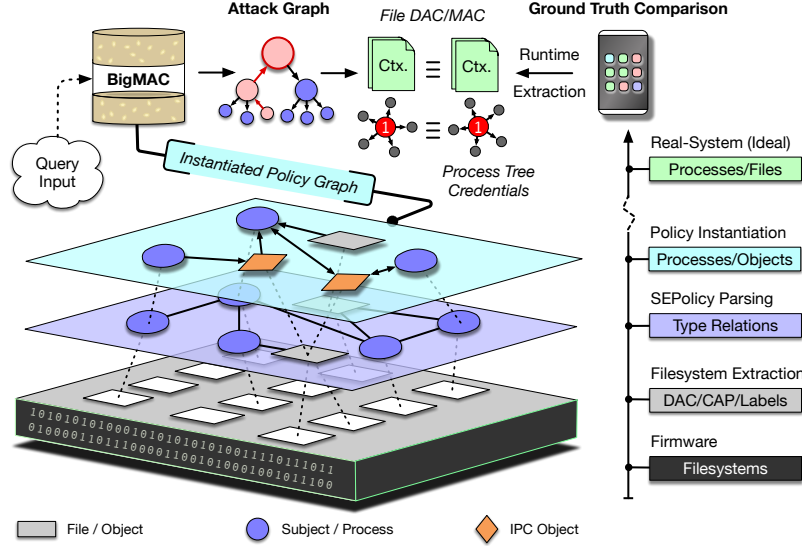 Attack Graph
File DAC/MAC
Ground Truth Comparison
BigMAC
Ctx.
Ctx.
Runtime
Extraction
1
1
Query
Input
Instantiated Policy Graph
Process Tree
Credentials
Real-System (Ideal)
Processes/Files
Policy Instantiation
Processes/Objects
SEPolicy Parsing
Type Relations
Filesystem Extraction
DAC/CAP/Labels
Firmware
Filesystems
101010101000101010101010011110111011
010000110111000011001010001001011100
File / Object
Subject / Process
IPC Object